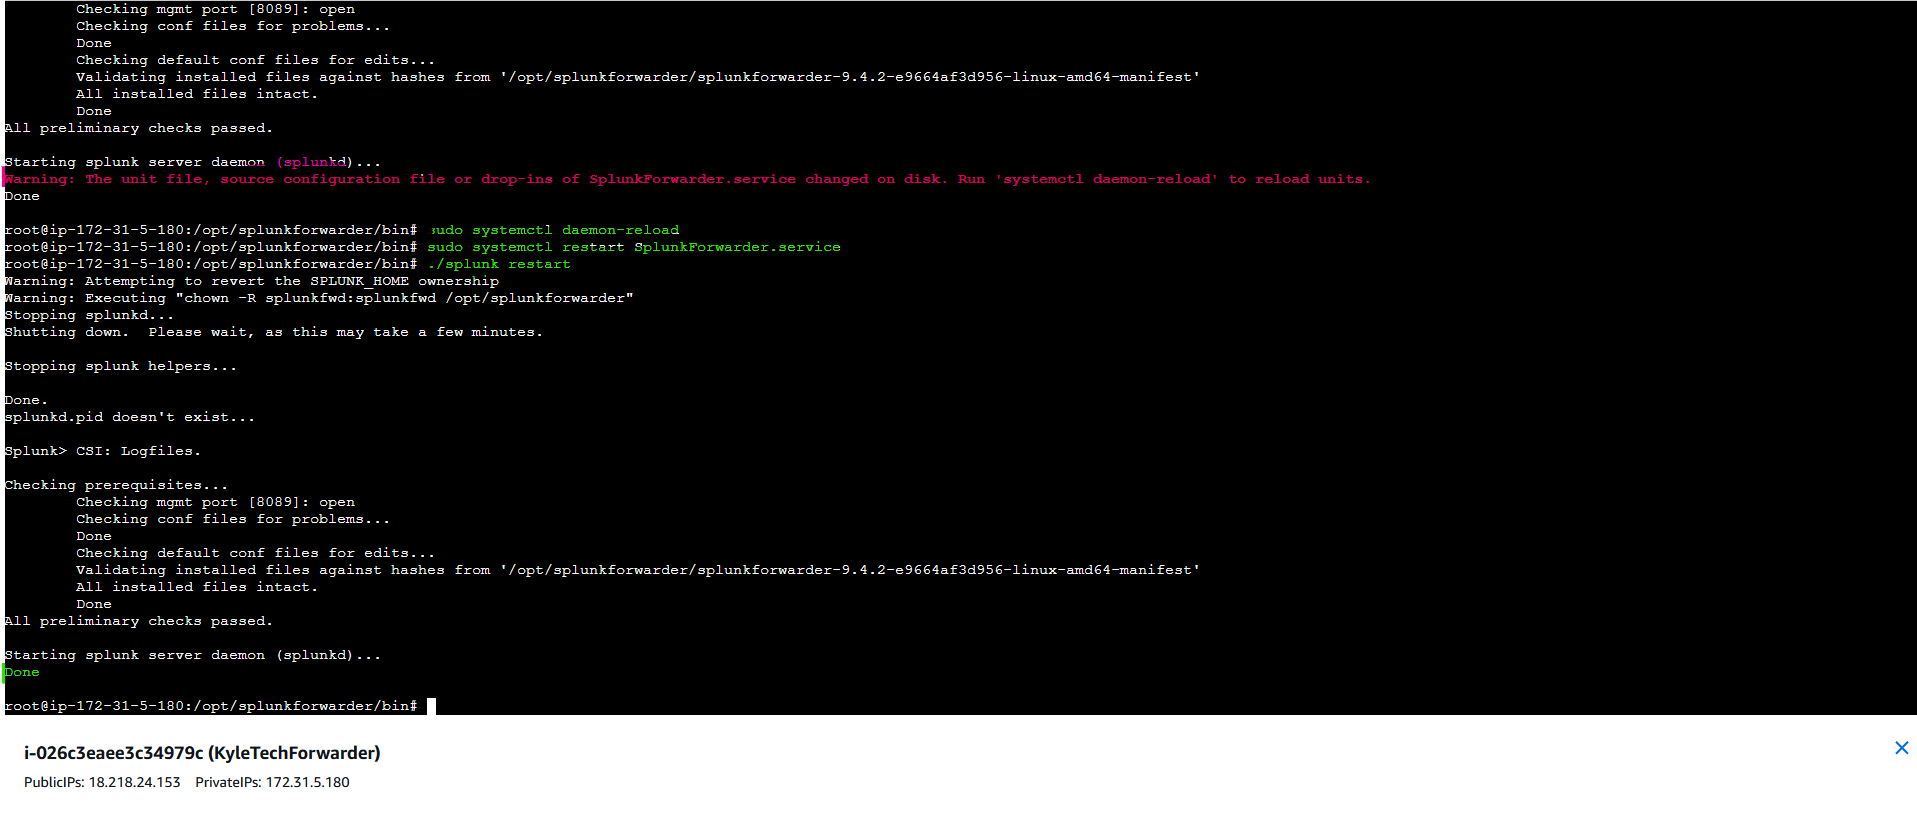 Checking mgmt port [8089]: open
Checking conf files for problems...
Done
Checking default conf files for edits...
Validating installed files against hashes from '/opt/splunkforwarder/splunkforwarder-9.4.2-e9664af3d956-linux-amd64-manifest'
All installed files intact.
Done
All preliminary checks passed.
Starting splunk server daemon (splunkd)...
Warning: The unit file, source configuration file or drop-ins of SplunkForwarder.service changed on disk. Run 'systemctl daemon-reload' to reload units.
Done
root@ip-172-31-5-180:/opt/splunkforwarder/bin# sudo systemctl daemon-reload
root@ip-172-31-5-180:/opt/splunkforwarder/bin# sudo systemctl restart SplunkForwarder.service
root@ip-172-31-5-180:/opt/splunkforwarder/bin# ./splunk restart
Warning: Attempting to revert the SPLUNK_HOME ownership
Warning: Executing "chown -R splunkfwd:splunkfwd /opt/splunkforwarder"
Stopping splunkd...
Shutting down.  Please wait, as this may take a few minutes.
Stopping splunk helpers...
Done.
splunkd.pid doesn't exist...
Splunk> CSI: Logfiles.
Checking prerequisites...
Checking mgmt port [8089]: open
Checking conf files for problems...
Done
Checking default conf files for edits...
Validating installed files against hashes from '/opt/splunkforwarder/splunkforwarder-9.4.2-e9664af3d956-linux-amd64-manifest'
All installed files intact.
Done
All preliminary checks passed.
Starting splunk server daemon (splunkd)...
Done
root@ip-172-31-5-180:/opt/splunkforwarder/bin#
i-026c3eaee3c34979c (KyleTechForwarder)
PublicIPs: 18.218.24.153    PrivateIPs: 172.31.5.180